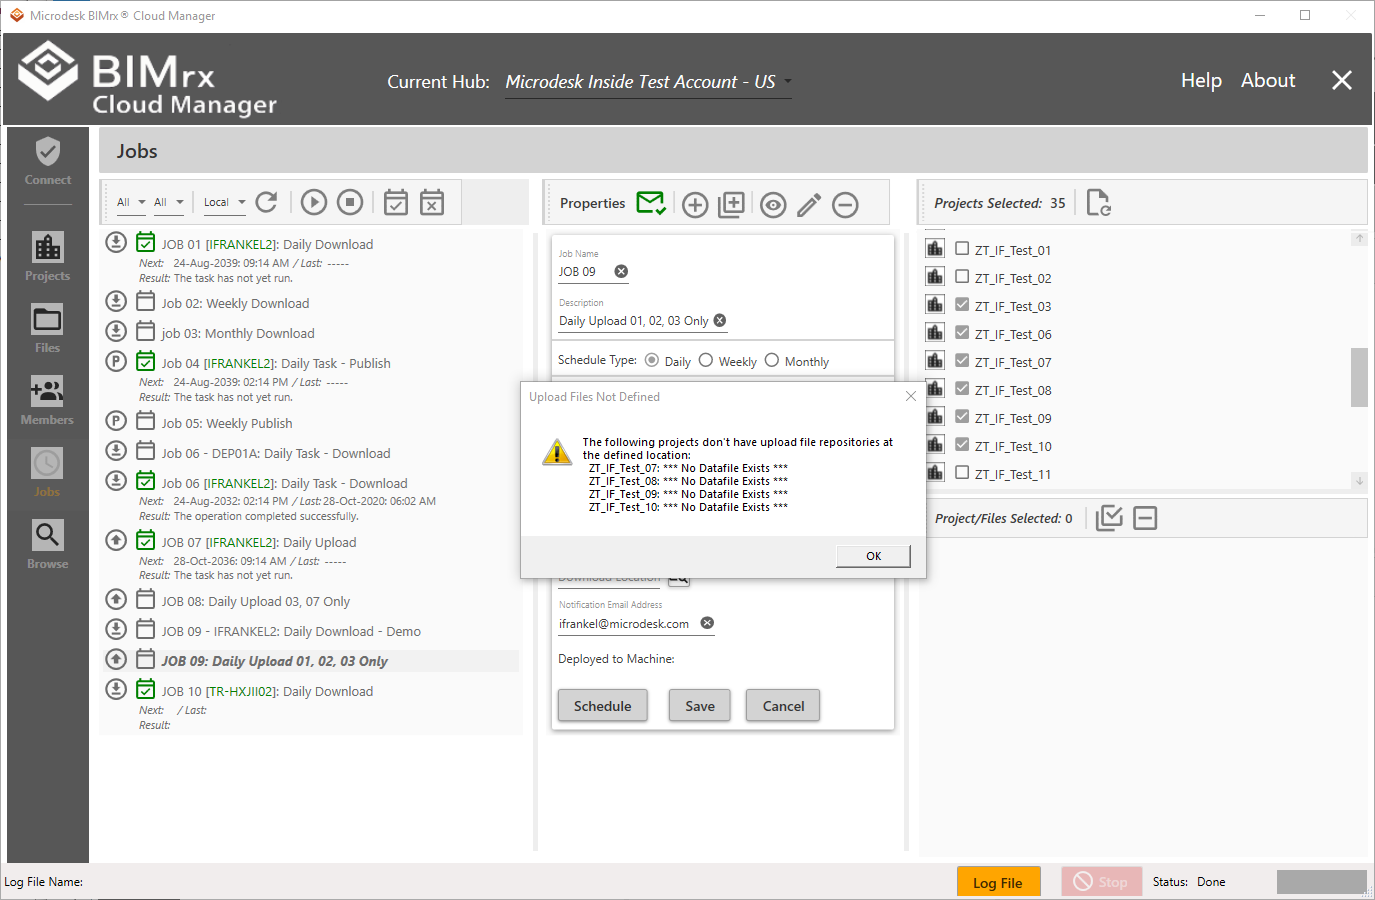 Microdesk BIMrx® Cloud Manager
BIMrx
Cloud Manager
Current Hub: Microdesk Inside Test Account - US
Help About
Jobs
Connect
Projects
Files
Members
Jobs
Browse
All All Local
JOB 01 [IFRANKEL2]: Daily Download
Next: 24-Aug-2039: 09:14 AM / Last: -----
Result: The task has not yet run.
Job 02: Weekly Download
job 03: Monthly Download
P Job 04 [IFRANKEL2]: Daily Task - Publish
Next: 24-Aug-2039: 02:14 PM / Last: -----
Result: The task has not yet run.
P Job 05: Weekly Publish
Job 06 - DEP01A: Daily Task - Download
Job 06 [IFRANKEL2]: Daily Task - Download
Next: 24-Aug-2032: 02:14 PM / Last: 28-Oct-2020: 06:02 AM
Result: The operation completed successfully.
JOB 07 [IFRANKEL2]: Daily Upload
Next: 28-Oct-2036: 09:14 AM / Last: -----
Result: The task has not yet run.
JOB 08: Daily Upload 03, 07 Only
JOB 09 - IFRANKEL2: Daily Download - Demo
JOB 09: Daily Upload 01, 02, 03 Only
JOB 10 [TR-HXJII02]: Daily Download
Next: / Last:
Result:
Properties
Job Name
JOB 09
Description
Daily Upload 01, 02, 03 Only
Schedule Type: Daily Weekly Monthly
Upload Files Not Defined
The following projects don't have upload file repositories at
the defined location:
ZT_IF_Test_07: *** No Datafile Exists ***
ZT_IF_Test_08: *** No Datafile Exists ***
ZT_IF_Test_09: *** No Datafile Exists ***
ZT_IF_Test_10: *** No Datafile Exists ***
OK
Download Location
Notification Email Address
ifrankel@microdesk.com
Deployed to Machine:
Schedule Save Cancel
Projects Selected: 35
ZT_IF_Test_01
ZT_IF_Test_02
ZT_IF_Test_03
ZT_IF_Test_06
ZT_IF_Test_07
ZT_IF_Test_08
ZT_IF_Test_09
ZT_IF_Test_10
ZT_IF_Test_11
Project/Files Selected: 0
Log File Name:
Log File
Stop
Status: Done